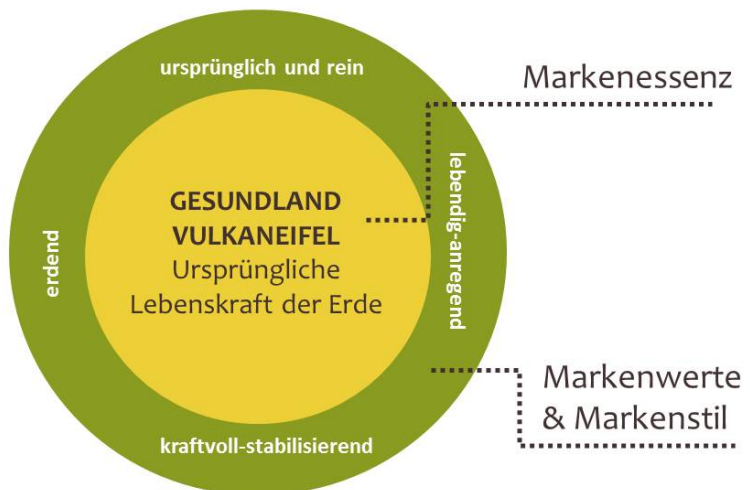 ursprünglich und rein
Markenessenz
lebendig-anregend
GESUNDLAND
VULKANEIFEL
Ursprüngliche
Lebenskraft der Erde
erdend
Markenwerte
& Markenstil
kraftvoll-stabilisierend